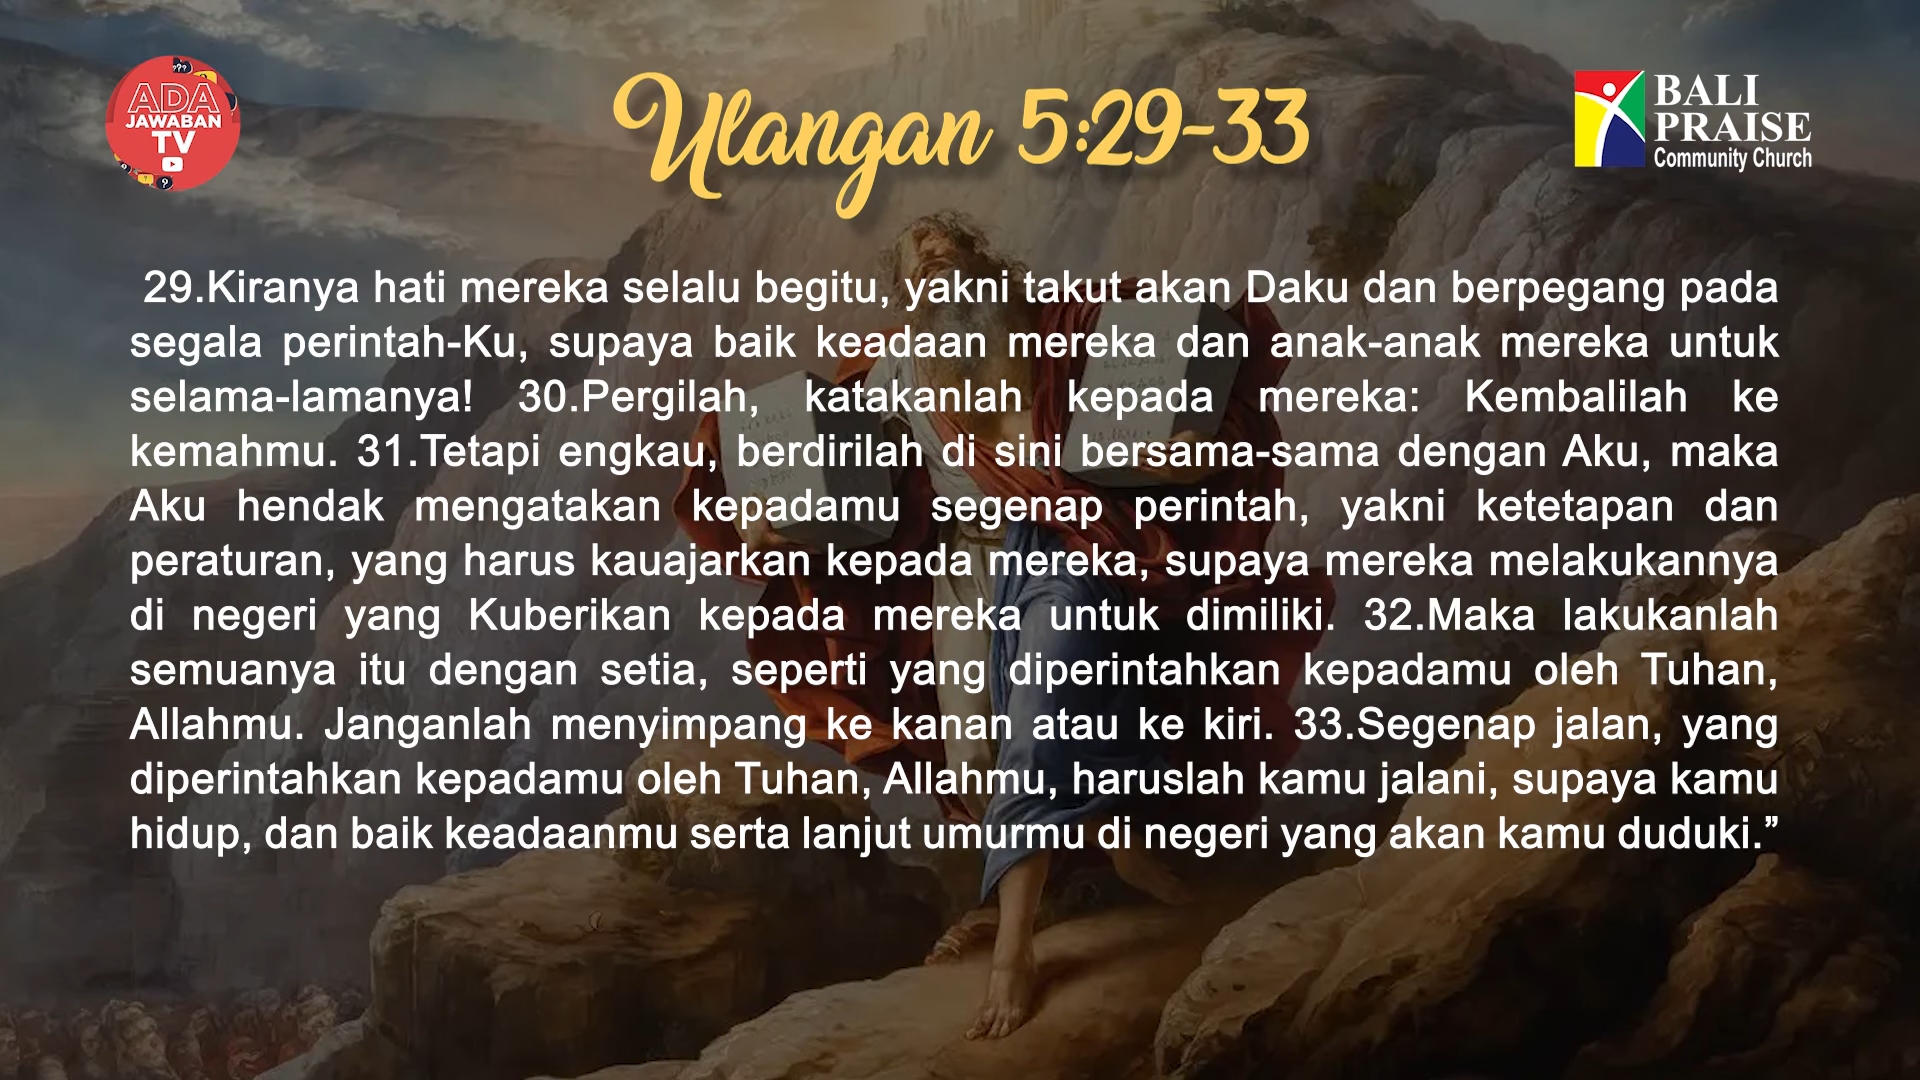 ADA
JAWABAN
TV
Ulangan 5:29-33
BALI
PRAISE
Community Church
29.Kiranya hati mereka selalu begitu, yakni takut akan Daku dan berpegang pada
segala perintah-Ku, supaya baik keadaan mereka dan anak-anak mereka untuk
selama-lamanya! 30.Pergilah, katakanlah kepada mereka: Kembalilah ke
kemahmu. 31.Tetapi engkau, berdirilah di sini bersama-sama dengan Aku, maka
Aku hendak mengatakan kepadamu segenap perintah, yakni ketetapan dan
peraturan, yang harus kauajarkan kepada mereka, supaya mereka melakukannya
di negeri yang Kuberikan kepada mereka untuk dimiliki. 32.Maka lakukanlah
semuanya itu dengan setia, seperti yang diperintahkan kepadamu oleh Tuhan,
Allahmu. Janganlah menyimpang ke kanan atau ke kiri. 33.Segenap jalan, yang
diperintahkan kepadamu oleh Tuhan, Allahmu, haruslah kamu jalani, supaya kamu
hidup, dan baik keadaanmu serta lanjut umurmu di negeri yang akan kamu duduki.”